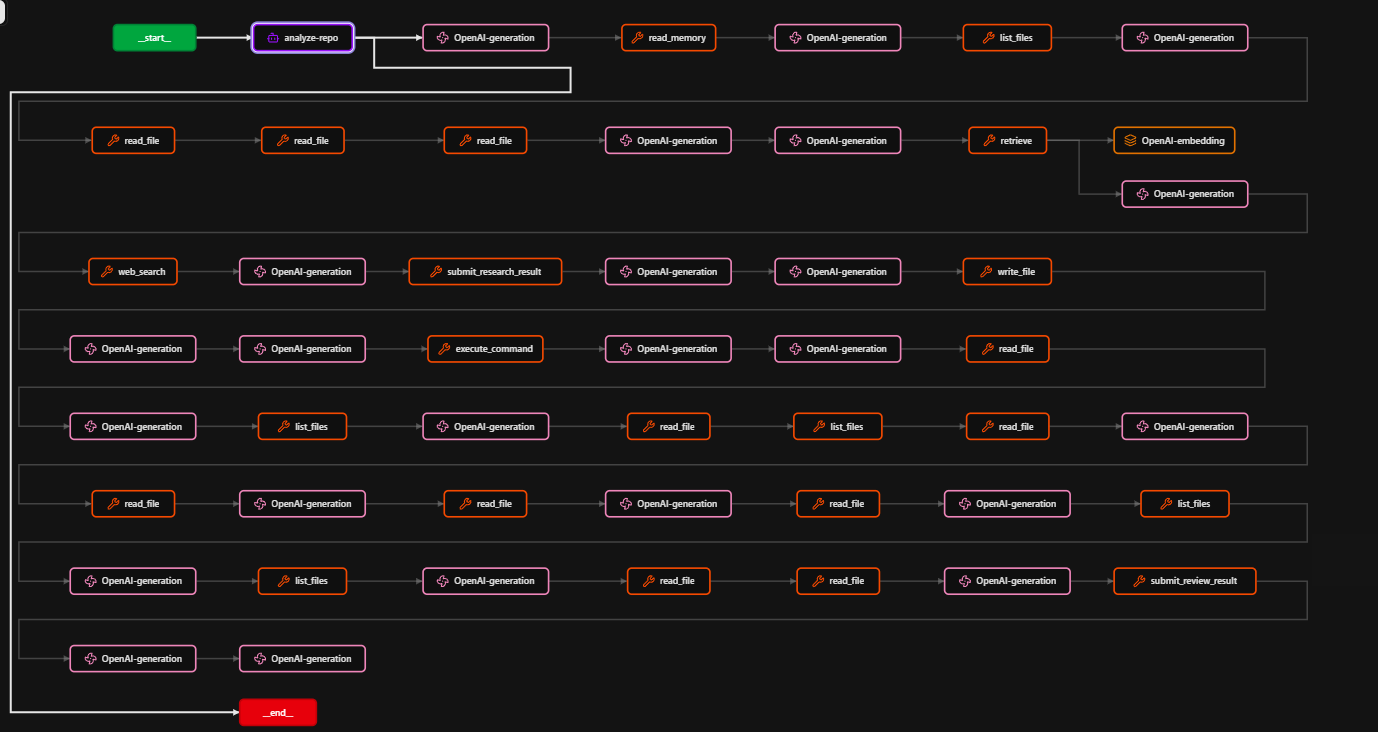 __start__ analyze-repo OpenAI-generation read_memory OpenAI-generation list_files OpenAI-generation
read_file read_file read_file OpenAI-generation OpenAI-generation retrieve OpenAI-embedding
OpenAI-generation
web_search OpenAI-generation submit_research_result OpenAI-generation OpenAI-generation write_file
OpenAI-generation OpenAI-generation execute_command OpenAI-generation OpenAI-generation read_file
OpenAI-generation list_files OpenAI-generation read_file list_files read_file OpenAI-generation
read_file OpenAI-generation read_file OpenAI-generation read_file OpenAI-generation list_files
OpenAI-generation list_files OpenAI-generation read_file read_file OpenAI-generation submit_review_result
OpenAI-generation OpenAI-generation
__end__